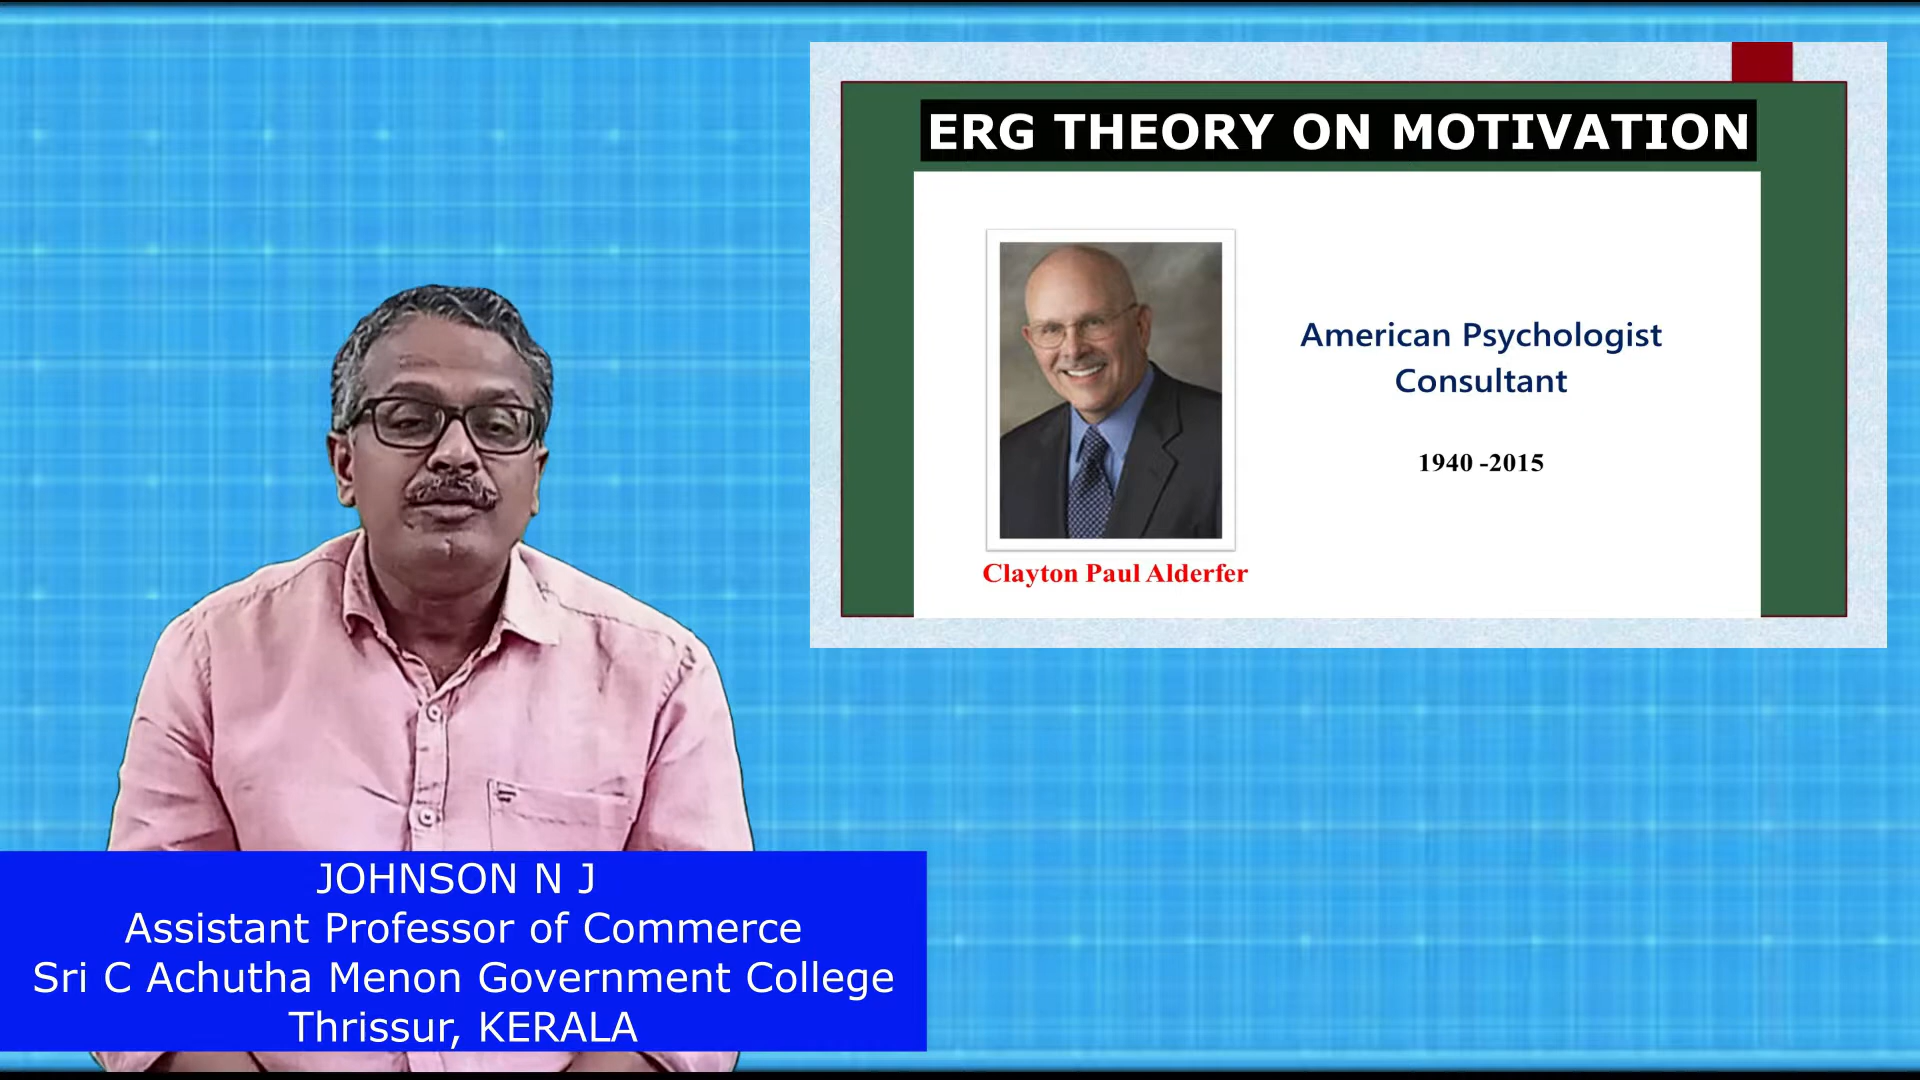 ERG THEORY ON MOTIVATION
American Psychologist
Consultant
1940 -2015
Clayton Paul Alderfer
JOHNSON N J
Assistant Professor of Commerce
Sri C Achutha Menon Government College
Thrissur, KERALA